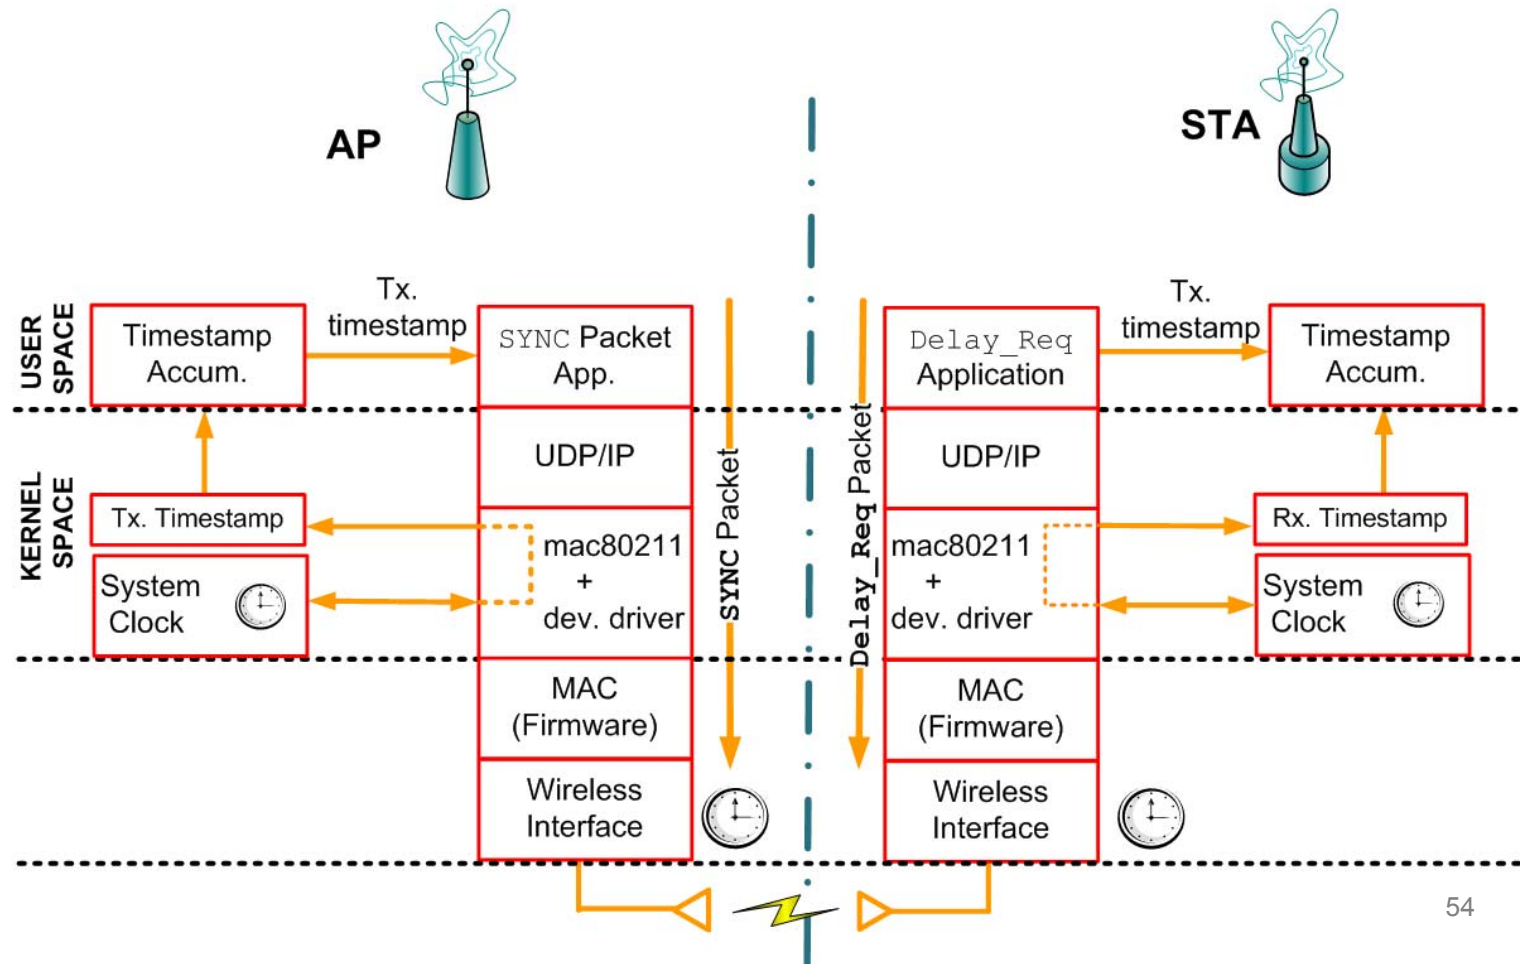 AP
STA
USER
SPACE
Timestamp
Accum.
Tx.
timestamp
SYNC Packet
App.
Delay_Req
Application
Tx.
timestamp
Timestamp
Accum.
KERNEL
SPACE
Tx. Timestamp
System
Clock
UDP/IP
mac80211
+
dev. driver
SYNC Packet
Delay_Req Packet
UDP/IP
mac80211
+
dev. driver
Rx. Timestamp
System
Clock
MAC
(Firmware)
MAC
(Firmware)
Wireless
Interface
Wireless
Interface
54